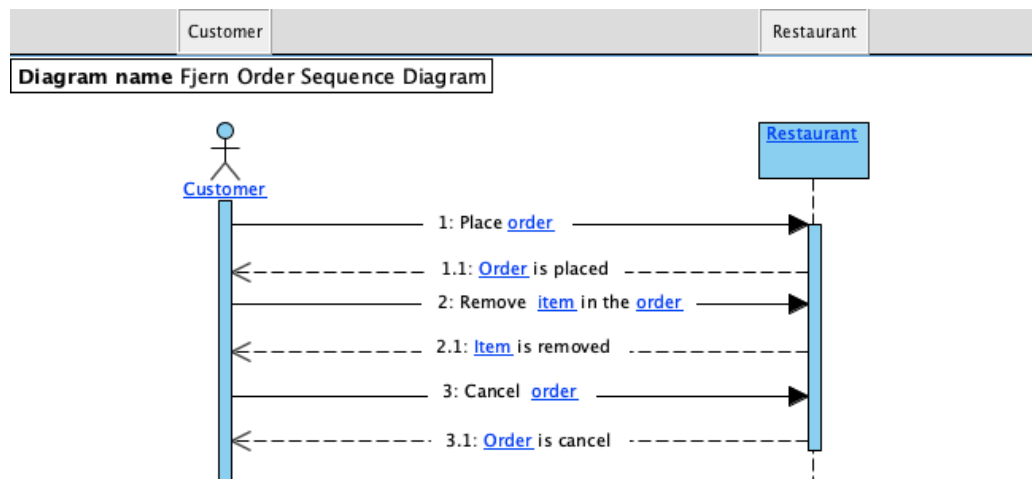 Customer
Restaurant
Diagram name Fjern Order Sequence Diagram
Restaurant
Customer
1: Place order
1.1: Order is placed
2: Remove item in the order
2.1: Item is removed
3: Cancel order
3.1: Order is cancel